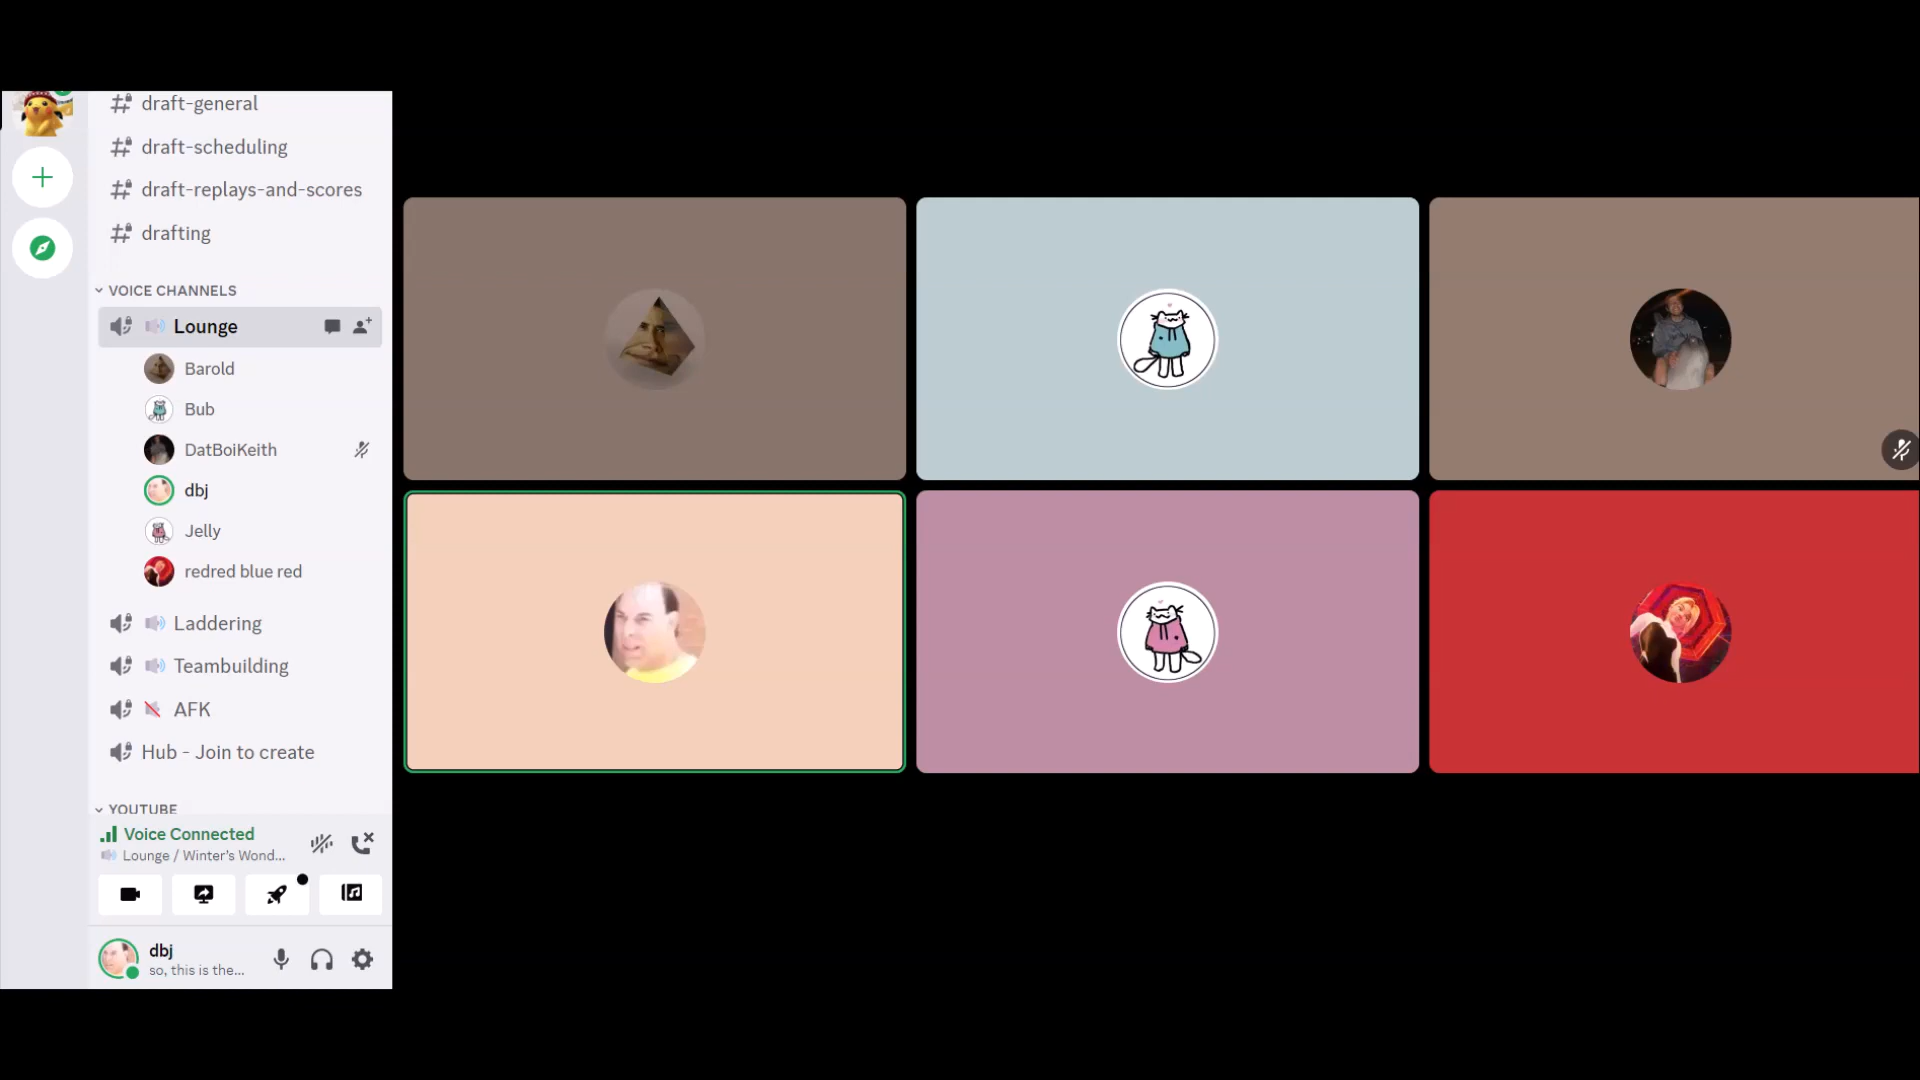 draft-general
draft-scheduling
draft-replays-and-scores
drafting
VOICE CHANNELS
Lounge
Barold
Bub
DatBoiKeith
dbj
Jelly
redred blue red
Laddering
Teambuilding
AFK
Hub - Join to create
YOUTUBE
Voice Connected
Lounge / Winter's Wond...
dbj
so, this is the...